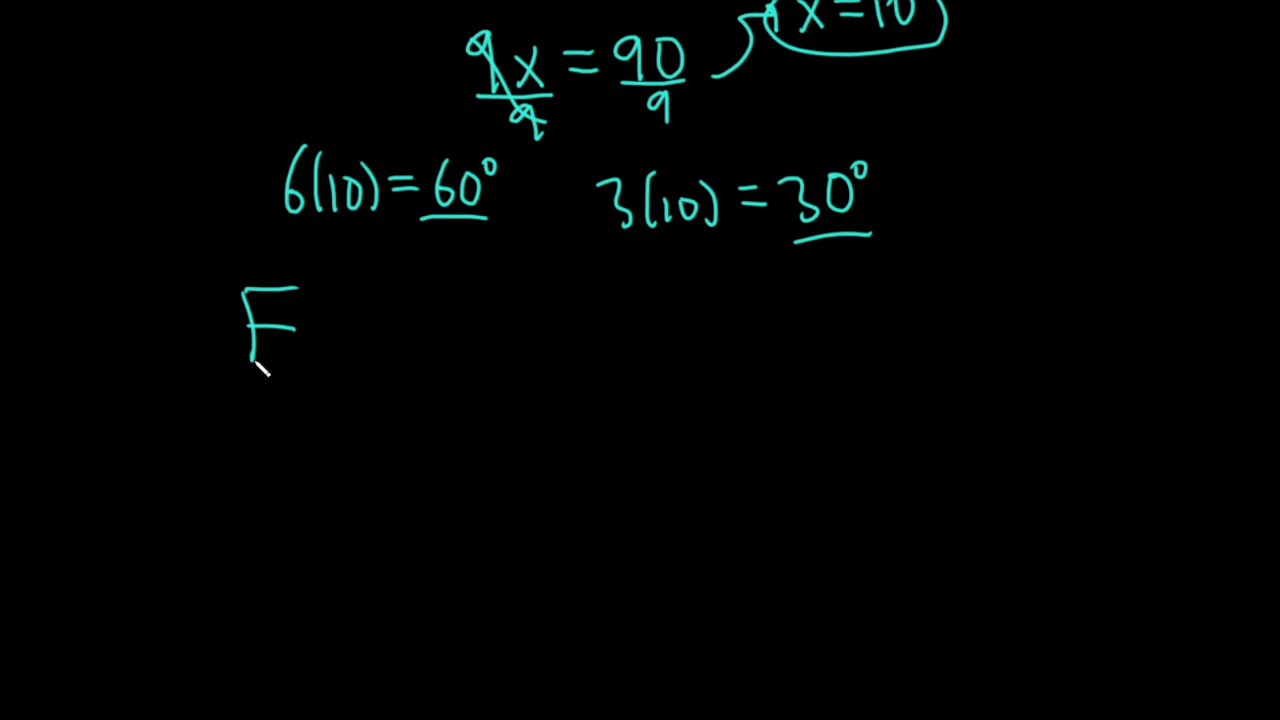 x = 10
9x = 90
9 9
6(10) = 60° 3(10) = 30°
F